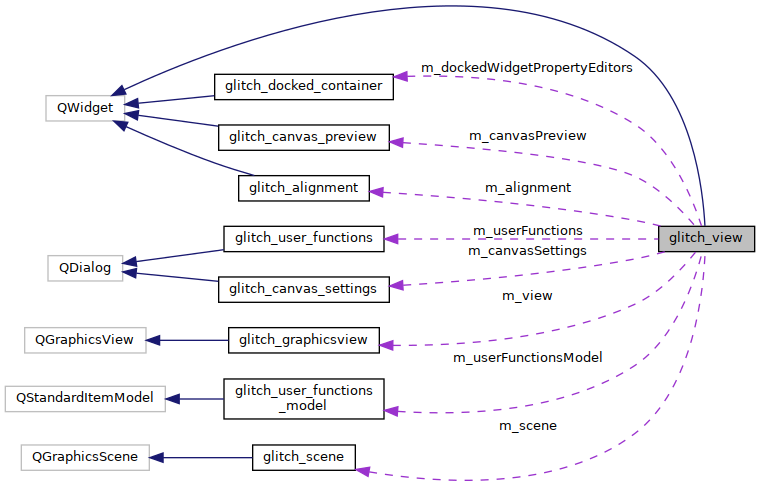 m_dockedWidgetPropertyEditors
glitch_docked_container
QWidget
glitch_canvas_preview
m_canvasPreview
glitch_alignment
m_alignment
glitch_user_functions
m_userFunctions
glitch_view
m_canvasSettings
QDialog
glitch_canvas_settings
m_view
QGraphicsView
glitch_graphicsview
m_userFunctionsModel
QStandardItemModel
glitch_user_functions
_model
m_scene
QGraphicsScene
glitch_scene